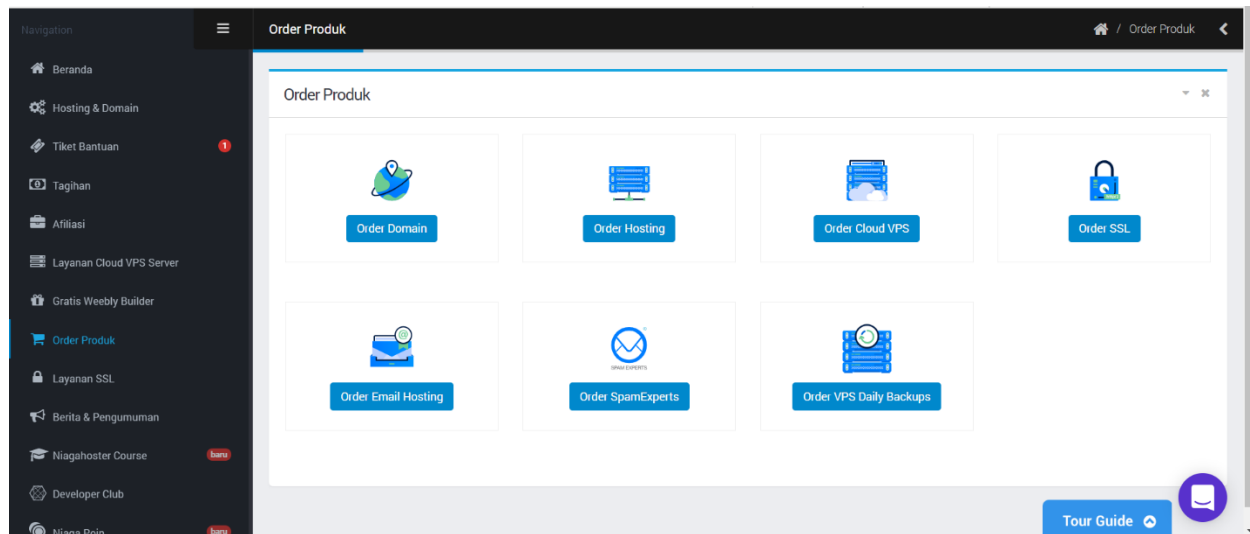 Navigation
Order Produk
/ Order Produk
Beranda
Hosting & Domain
Tiket Bantuan 1
Tagihan
Afiliasi
Layanan Cloud VPS Server
Gratis Weebly Builder
Order Produk
Layanan SSL
Berita & Pengumuman
Niagahoster Course baru
Developer Club
Niaga Poin baru
Order Produk
Order Domain
Order Hosting
Order Cloud VPS
Order SSL
Order Email Hosting
SPAM EXPERTS
Order SpamExperts
Order VPS Daily Backups
Tour Guide